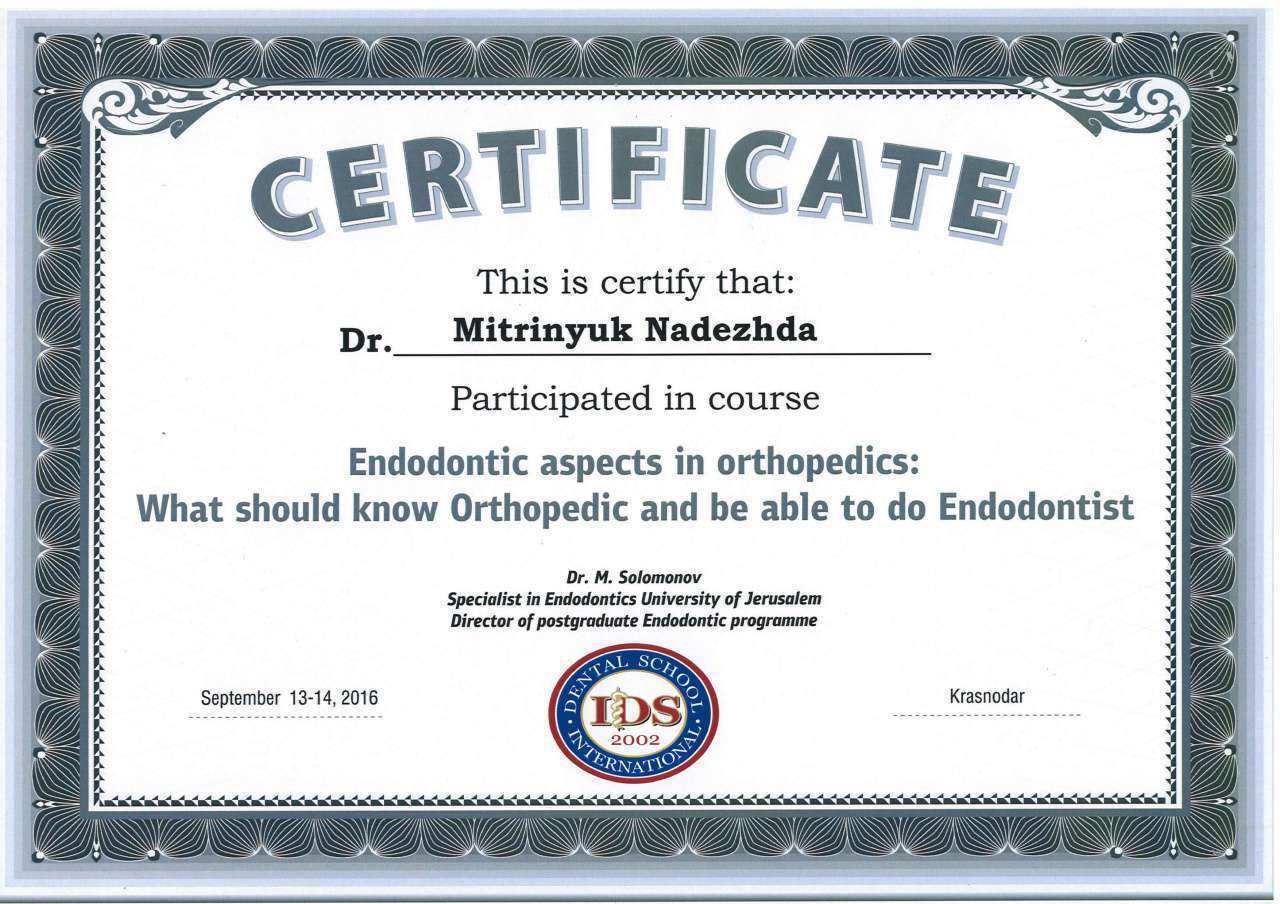 CERTIFICATE
This is certify that:
Dr. Mitrinyuk Nadezhda
Participated in course
Endodontic aspects in orthopedics:
What should know Orthopedic and be able to do Endodontist
Dr. M. Solomonov
Specialist in Endodontics University of Jerusalem
Director of postgraduate Endodontic programme
September 13-14, 2016
DENTAL SCHOOL
IDS
2002
INTERNATIONAL
Krasnodar